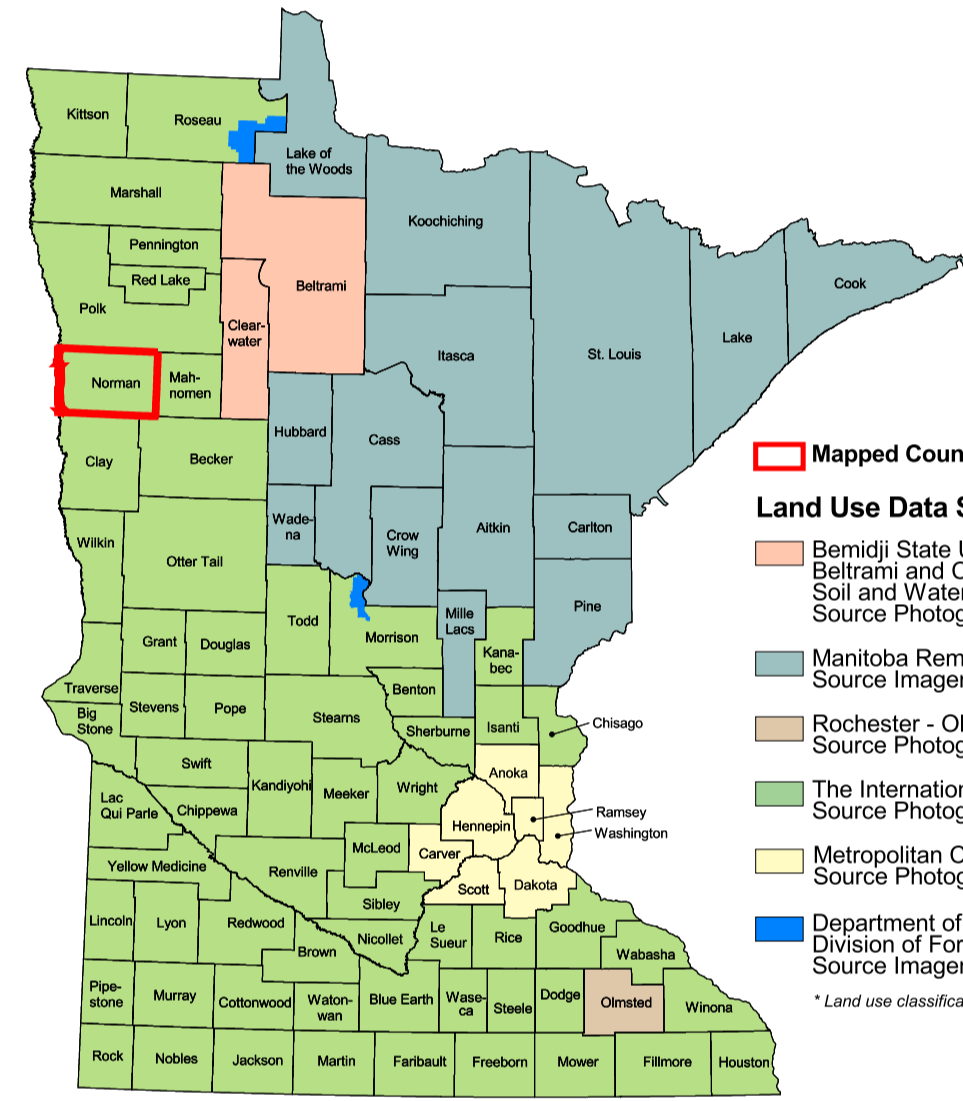 Kittson
Roseau
Lake of
the Woods
Marshall
Koochiching
Pennington
Red Lake
Polk
Beltrami
Cook
Clear-
water
Lake
St. Louis
Itasca
Norman
Mah-
nomen
Hubbard
Cass
Clay
Becker
Wade-
na
Crow
Wing
Aitkin
Carlton
Wilkin
Otter Tail
Pine
Todd
Mille
Lacs
Morrison
Grant
Douglas
Kana-
bec
Traverse
Benton
Big
Stone
Stevens
Pope
Stearns
Sherburne
Isanti
Chisago
Swift
Anoka
Kandiyohi
Meeker
Wright
Lac
Qui Parle
Chippewa
Ramsey
Hennepin
Washington
McLeod
Carver
Yellow Medicine
Renville
Scott
Dakota
Sibley
Lincoln
Lyon
Redwood
Le
Sueur
Rice
Goodhue
Nicollet
Brown
Wabasha
Pipe-
stone
Murray
Cottonwood
Waton-
wan
Blue Earth
Wase-
ca
Steele
Dodge
Olmsted
Winona
Rock
Nobles
Jackson
Martin
Faribault
Freeborn
Mower
Fillmore
Houston
Mapped Coun
Land Use Data S
Bemidji State U
Beltrami and C
Soil and Water
Source Photog
Manitoba Rem
Source Imager
Rochester - Ol
Source Photog
The Internation
Source Photog
Metropolitan C
Source Photog
Department of
Division of For
Source Imager
* Land use classifica